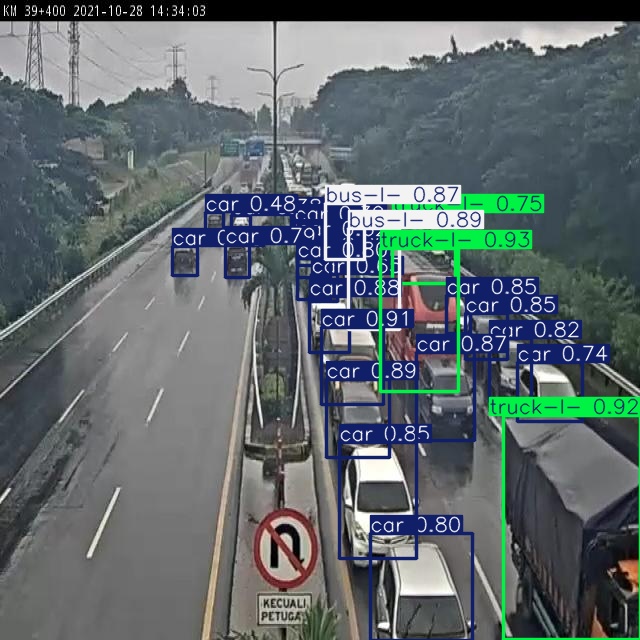 KM 39+400 2021-10-28 14:34:03
bus-l- 0.87
0.75
car 0.48
bus-l- 0.89
truck-l- 0.93
car 0.79
car
0.88
car 0.85
car 0.85
car 0.91
car 0.82
car 0.87
car 0.74
car 0.89
truck-l- 0.92
car 0.85
car 0.80
KECUALI
PETUGAS